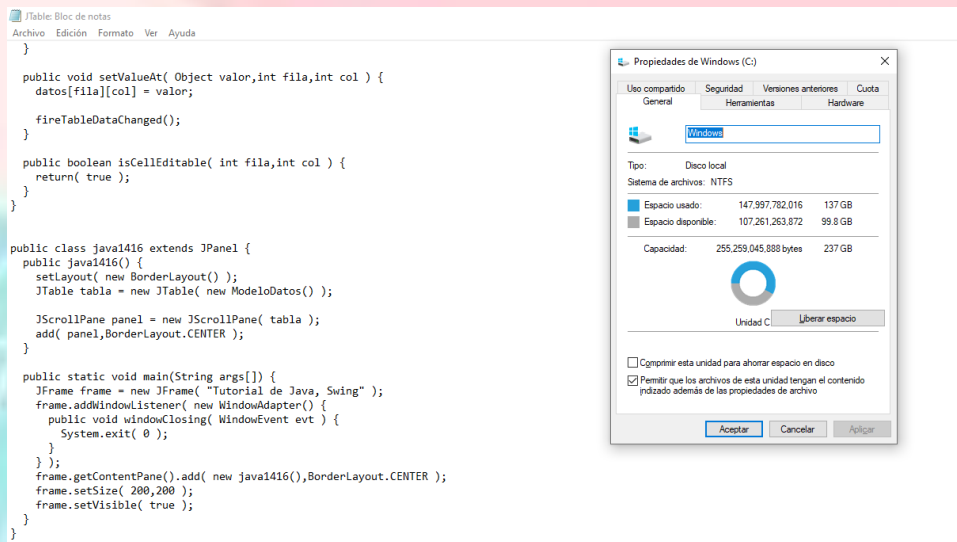 JTable: Bloc de notas
Archivo Edición Formato Ver Ayuda
}
public void setValueAt( Object valor,int fila,int col ) {
datos[fila][col] = valor;
fireTableDataChanged();
}
public boolean isCellEditable( int fila,int col ) {
return( true );
}
}
public class java1416 extends JPanel {
public java1416() {
setLayout( new BorderLayout() );
JTable tabla = new JTable( new ModeloDatos() );
JScrollPane panel = new JScrollPane( tabla );
add( panel,BorderLayout.CENTER );
}
public static void main(String args[]) {
JFrame frame = new JFrame( "Tutorial de Java, Swing" );
frame.addWindowListener( new WindowAdapter() {
public void windowClosing( WindowEvent evt ) {
System.exit( 0 );
}
} );
frame.getContentPane().add( new java1416(),BorderLayout.CENTER );
frame.setSize( 200,200 );
frame.setVisible( true );
}
}
Propiedades de Windows (C:)
Uso compartido Seguridad Versiones anteriores Cuota
General Herramientas Hardware
Windows
Tipo: Disco local
Sistema de archivos: NTFS
Espacio usado: 147,997,782,016 137 GB
Espacio disponible: 107,261,263,872 99.8 GB
Capacidad: 255,259,045,888 bytes 237 GB
Unidad C Liberar espacio
Comprimir esta unidad para ahorrar espacio en disco
Permitir que los archivos de esta unidad tengan el contenido
indizado además de las propiedades de archivo
Aceptar Cancelar Aplicar